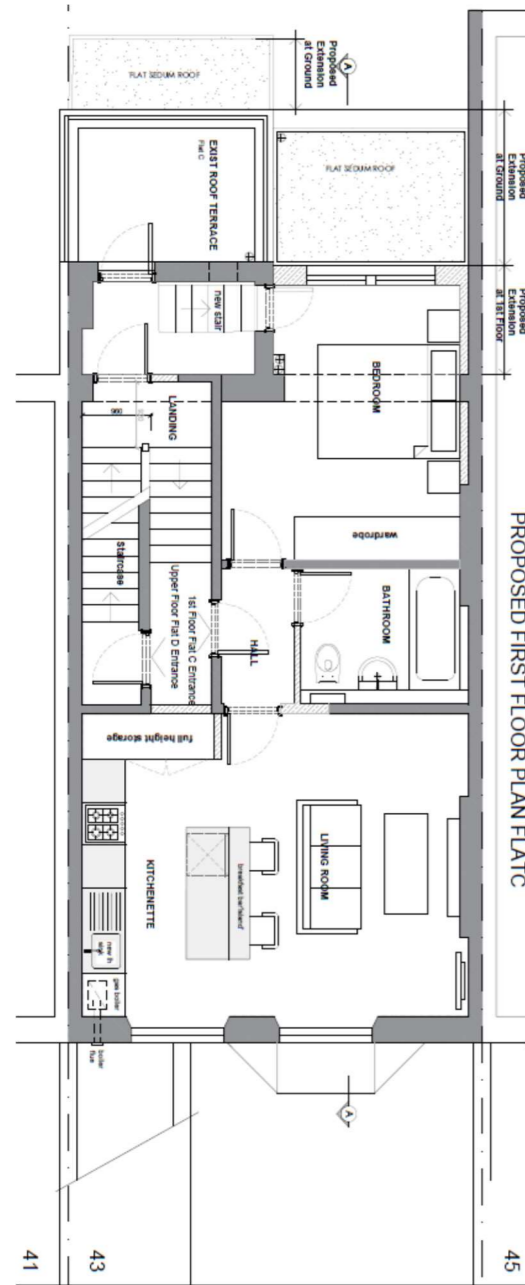 PROPOSED FIRST FLOOR PLAN FLATC
45
43
41
Proposed
Extension
at Ground
Proposed
Extension
at 1st Floor
Proposed
Extension
at Ground
A
FLAT SEDUM ROOF
FLAT SEDIUM ROOF
EXIST ROOF TERRACE
Flat C
new stair
BEDROOM
wardrobe
LANDING
900
Staircase
1st Floor Flat C Entrance
Upper Floor Flat D Entrance
HALL
BATHROOM
full height storage
KITCHENETTE
breakfast bar'island'
LIVING ROOM
gas boiler
boiler
flue
A